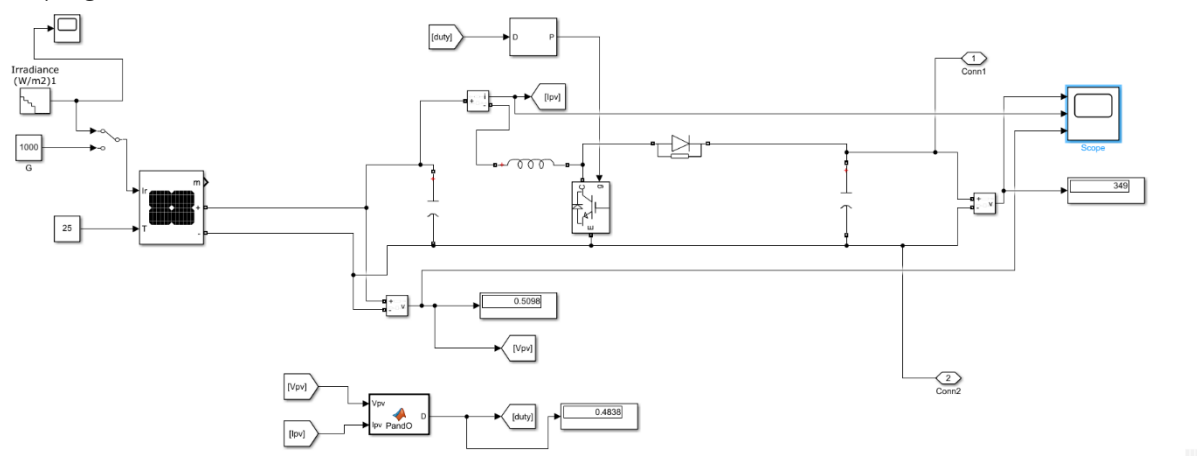 [duty]
D
P
1
Conn1
Irradiance
(W/m2)1
+
i
-
[Ipv]
1000
G
Scope
m
Ir
+
C
g
+
v
-
349
25
T
-
E
+
v
-
0.5098
[Vpv]
2
Conn2
[Vpv]
Vpv
D
[duty]
0.4838
[Ipv]
Ipv
PandO